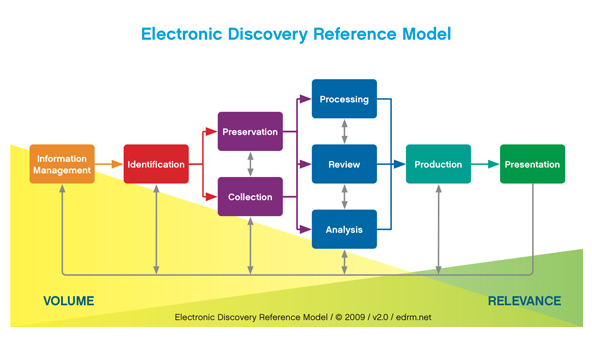 Electronic Discovery Reference Model
Processing
Preservation
Information
Management
Identification
Review
Production
Presentation
Collection
Analysis
VOLUME
RELEVANCE
Electronic Discovery Reference Model / © 2009 / v2.0 / edrm.net